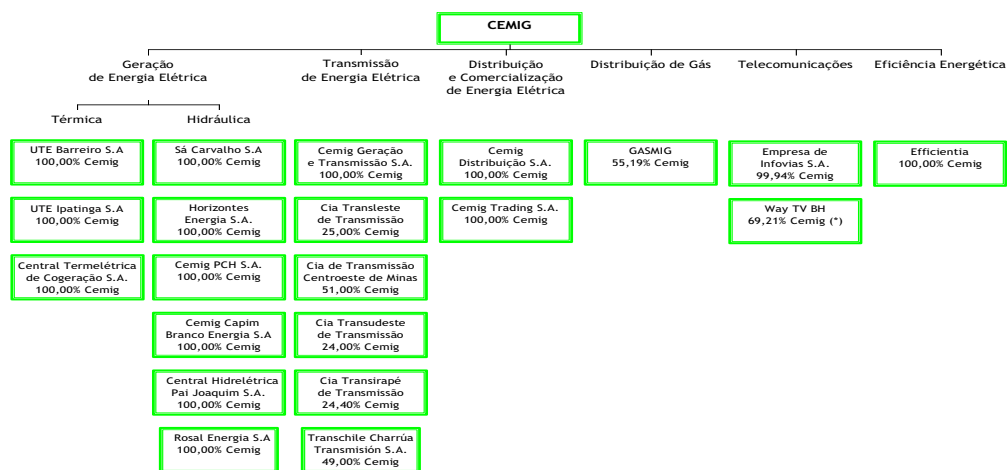 CEMIG
Geração
de Energia Elétrica
Transmissão
de Energia Elétrica
Distribuição
e Comercialização
de Energia Elétrica
Distribuição de Gás
Telecomunicações
Eficiência Energética
Térmica
Hidráulica
UTE Barreiro S.A
100,00% Cemig
Sá Carvalho S.A
100,00% Cemig
Cemig Geração
e Transmissão S.A.
100,00% Cemig
Cemig
Distribuição S.A.
100,00% Cemig
GASMIG
55,19% Cemig
Empresa de
Infovias S.A.
99,94% Cemig
Efficientia
100,00% Cemig
UTE Ipatinga S.A
100,00% Cemig
Horizontes
Energia S.A.
100,00% Cemig
Cia Transleste
de Transmissão
25,00% Cemig
Cemig Trading S.A.
100,00% Cemig
Way TV BH
69,21% Cemig (*)
Central Termelétrica
de Cogeração S.A.
100,00% Cemig
Cemig PCH S.A.
100,00% Cemig
Cia de Transmissão
Centroeste de Minas
51,00% Cemig
Cemig Capim
Branco Energia S.A
100,00% Cemig
Cia Transudeste
de Transmissão
24,00% Cemig
Central Hidrelétrica
Pai Joaquim S.A.
100,00% Cemig
Cia Transirapé
de Transmissão
24,40% Cemig
Rosal Energia S.A
100,00% Cemig
Transchile Charrúa
Transmisión S.A.
49,00% Cemig